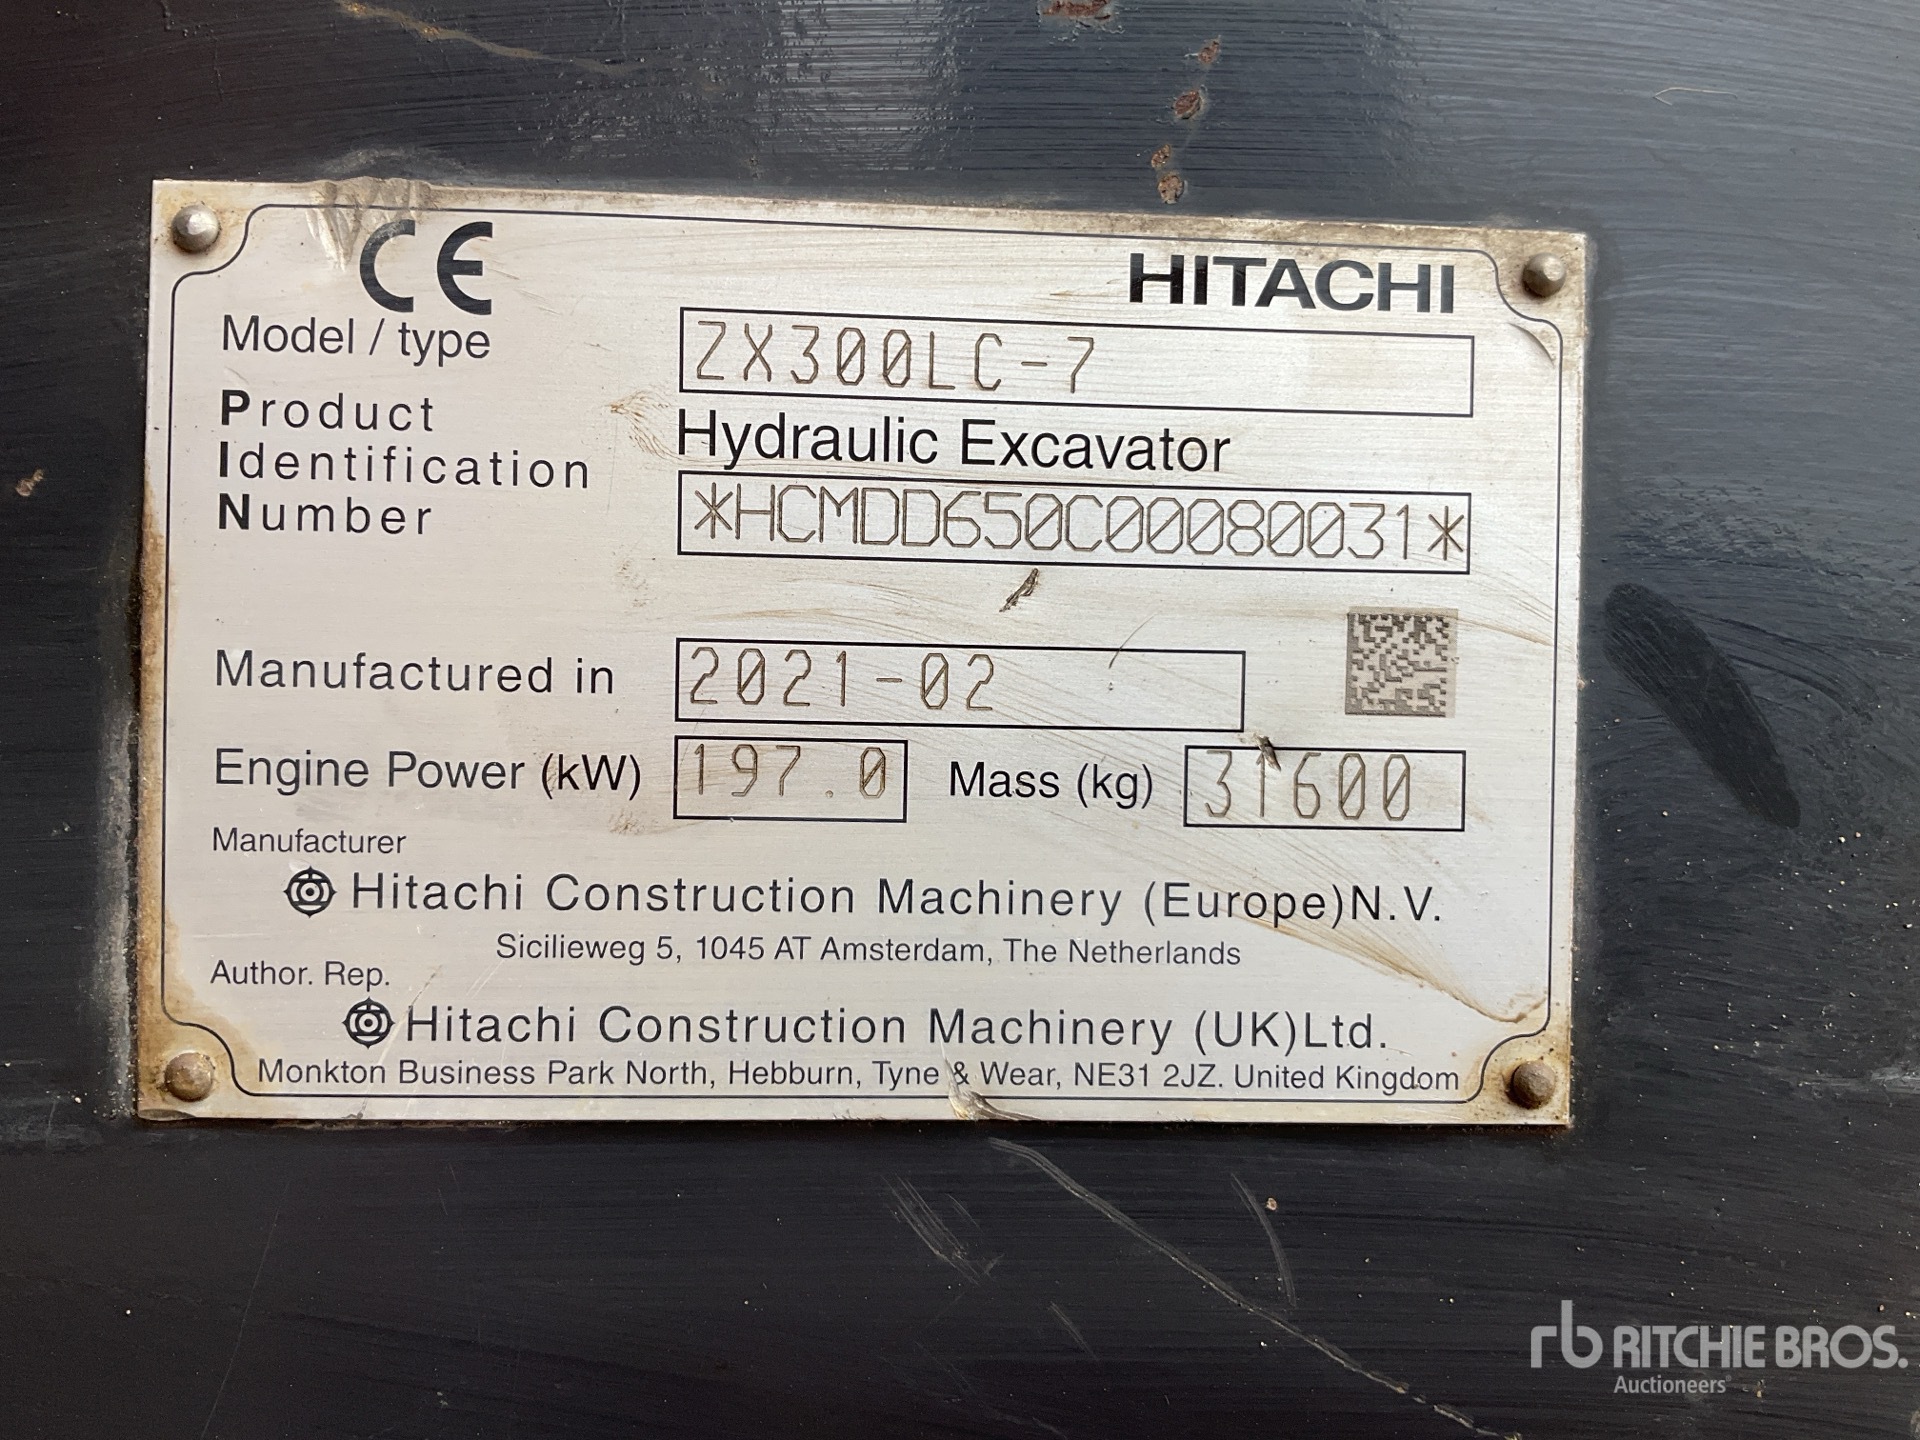 CE
HITACHI
Model / type ZX300LC-7
Product Hydraulic Excavator
Identification
Number *HCMDD650C00080031*
Manufactured in 2021-02
Engine Power (kW) 197.0 Mass (kg) 31600
Manufacturer
Hitachi Construction Machinery (Europe)N.V.
Sicilieweg 5, 1045 AT Amsterdam, The Netherlands
Author. Rep.
Hitachi Construction Machinery (UK)Ltd.
Monkton Business Park North, Hebburn, Tyne & Wear, NE31 2JZ. United Kingdom
rb RITCHIE BROS.
Auctioneers